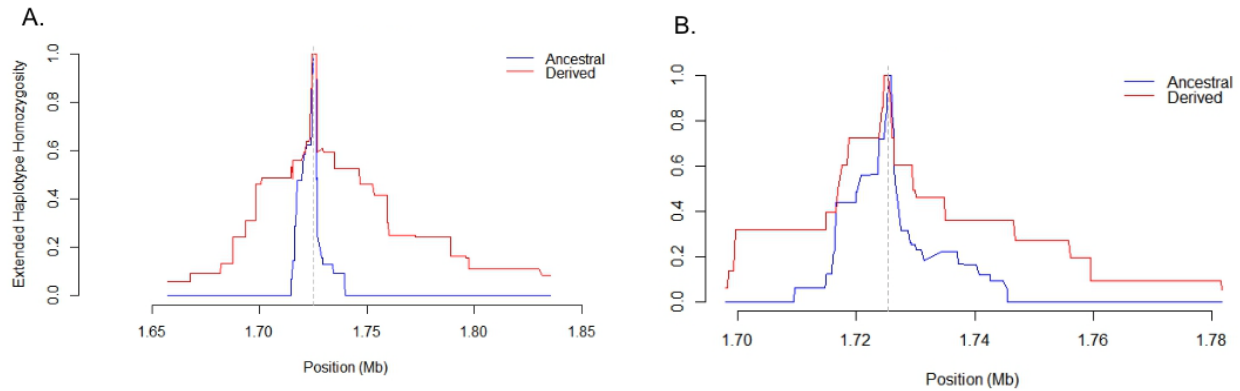 A.
Extended Haplotype Homozygosity
0.0 0.2 0.4 0.6 0.8 1.0
Ancestral
Derived
1.65 1.70 1.75 1.80 1.85
Position (Mb)
B.
0.0 0.2 0.4 0.6 0.8 1.0
Ancestral
Derived
1.70 1.72 1.74 1.76 1.78
Position (Mb)